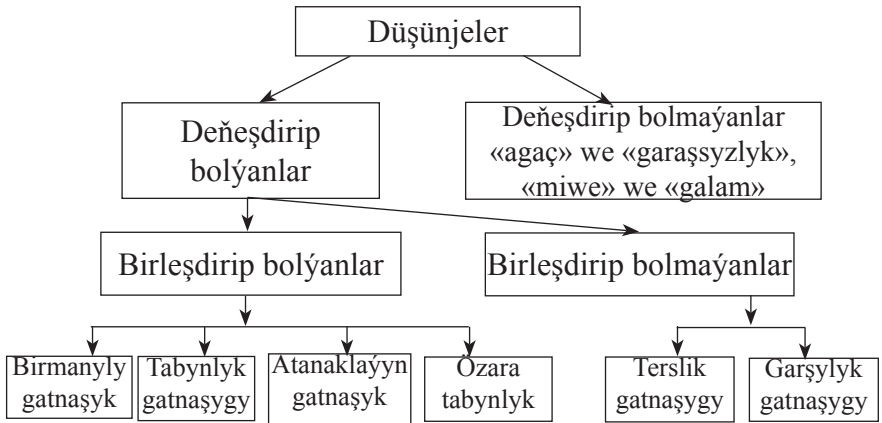 Düşünjeler
Deňeşdirip
bolýanlar
Deňeşdirip bolmaýanlar
«agaç» we «garaşsyzlyk»,
«miwe» we «galam»
Birleşdirip bolýanlar
Birleşdirip bolmaýanlar
Birmanyly
gatnaşyk
Tabynlyk
gatnaşygy
Atanaklaýyn
gatnaşyk
Özara
tabynlyk
Terslik
gatnaşygy
Garşylyk
gatnaşygy